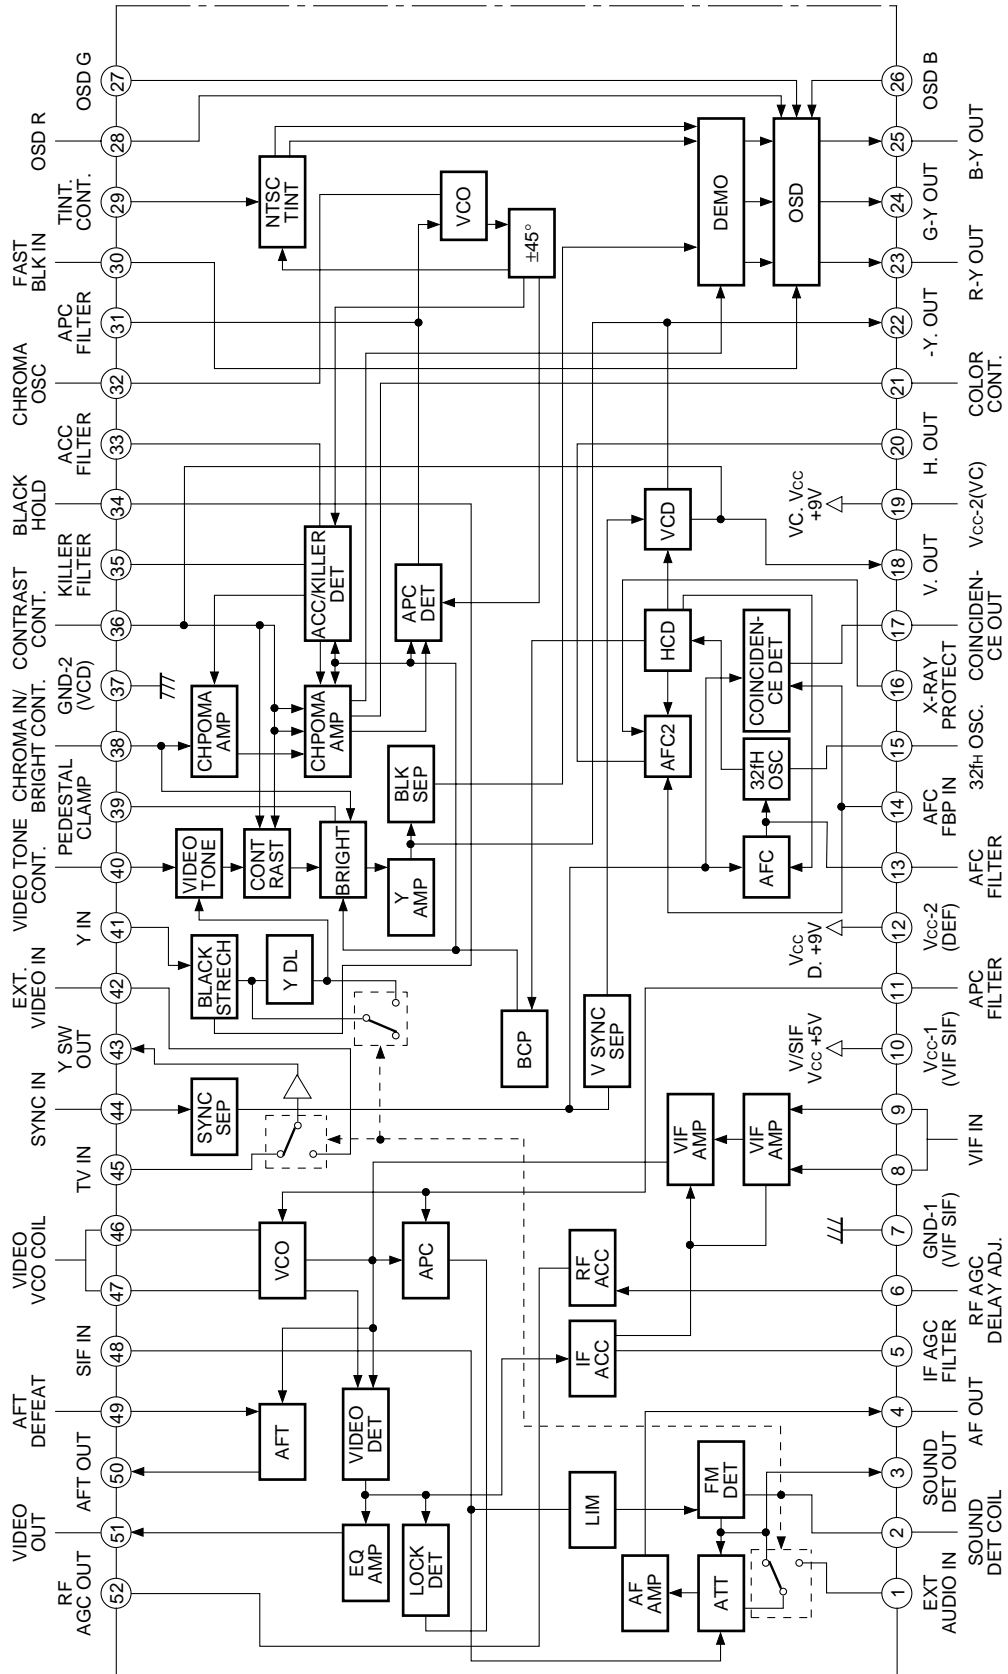 OSD G
27
OSD R
28
TINT.
CONT.
29
FAST
BLK IN
30
APC
FILTER
31
CHROMA
OSC
32
ACC
FILTER
33
BLACK
HOLD
34
KILLER
FILTER
35
CONTRAST
CONT.
36
GND-2
(VCD)
37
CHROMA IN/
BRIGHT CONT.
38
PEDESTAL
CLAMP
39
VIDEO TONE
CONT.
40
Y IN
41
EXT.
VIDEO IN
42
Y SW
OUT
43
SYNC IN
44
TV IN
45
VIDEO
VCO COIL
46
47
SIF IN
48
AFT
DEFEAT
49
AFT OUT
50
VIDEO
OUT
51
RF
AGC OUT
52
NTSC
TINT
VCO
±45°
DEMO
OSD
ACC/KILLER
DET
APC
DET
CHPOMA
AMP
CHPOMA
AMP
BLK
SEP
VIDEO
TONE
CONT
RAST
BRIGHT
Y
AMP
BLACK
STRECH
Y DL
BCP
V SYNC
SEP
SYNC
SEP
VCD
HCD
AFC2
COINCIDEN-
CE DET
32fH
OSC
AFC
VIF
AMP
VIF
AMP
VCO
APC
RF
ACC
IF
ACC
AFT
VIDEO
DET
EQ
AMP
LOCK
DET
LIM
FM
DET
AF
AMP
ATT
26
OSD B
25
B-Y OUT
24
G-Y OUT
23
R-Y OUT
22
-Y. OUT
21
COLOR
CONT.
20
H. OUT
VC. VCC
+9V
19
VCC-2(VC)
18
V. OUT
17
COINCIDEN-
CE OUT
16
X-RAY
PROTECT
15
32fH OSC.
14
AFC
FBP IN
13
AFC
FILTER
VCC
D. +9V
12
VCC-2
(DEF)
11
APC
FILTER
V/SIF
VCC +5V
10
VCC-1
(VIF SIF)
9
8
VIF IN
7
GND-1
(VIF SIF)
6
RF AGC
DELAY ADJ.
5
IF AGC
FILTER
4
AF OUT
3
SOUND
DET OUT
2
SOUND
DET COIL
1
EXT
AUDIO IN